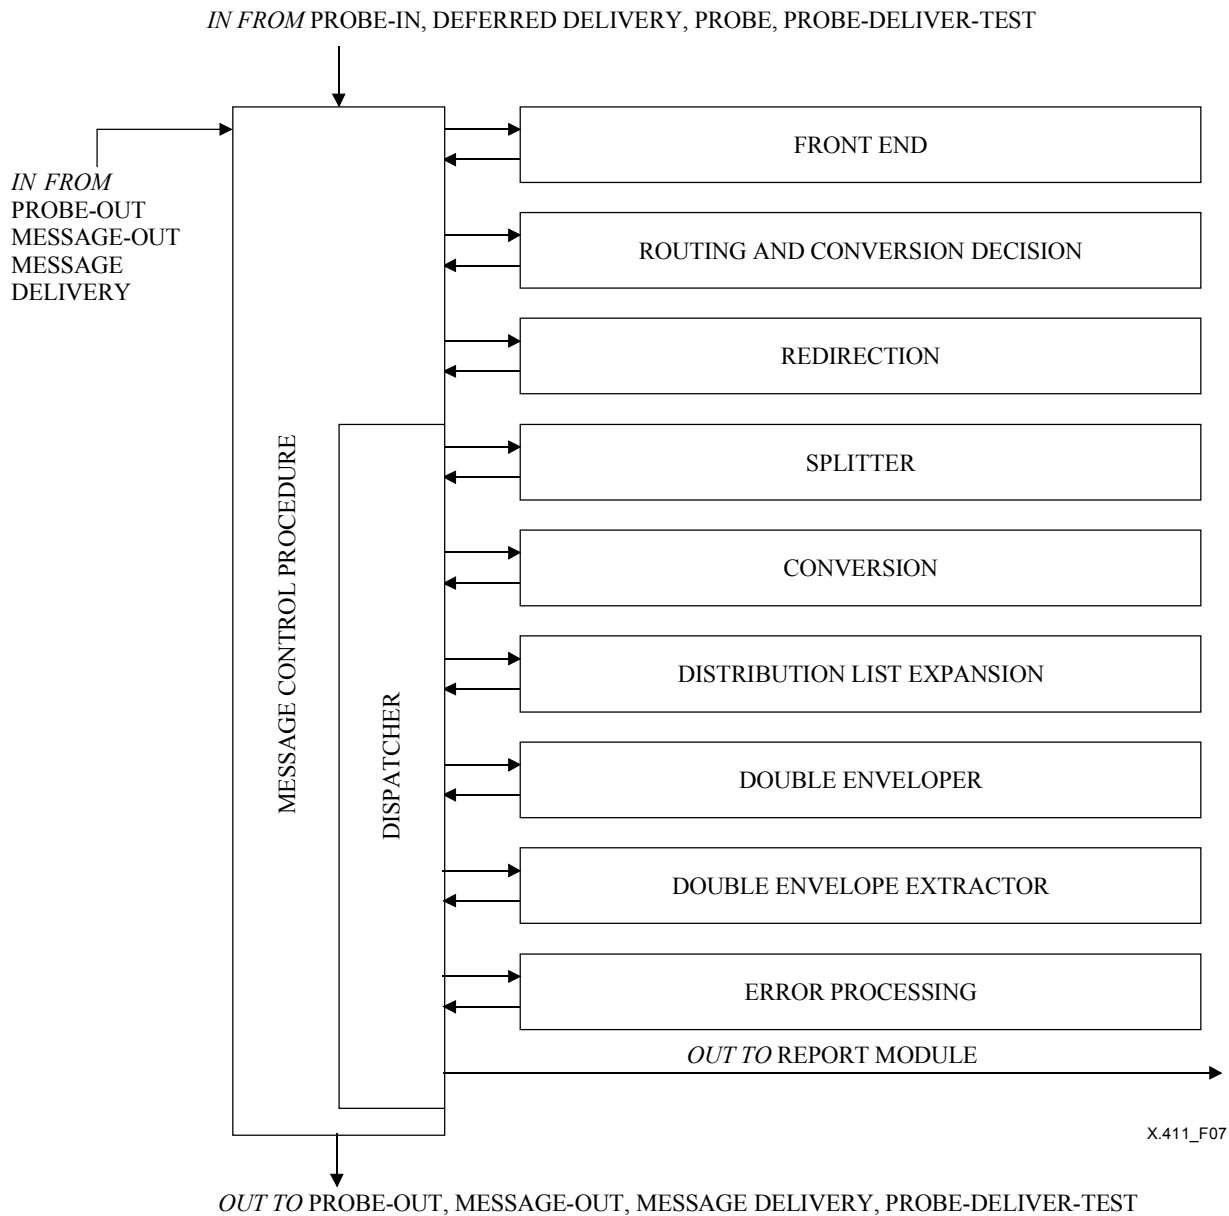 IN FROM PROBE-IN, DEFERRED DELIVERY, PROBE, PROBE-DELIVER-TEST
IN FROM
PROBE-OUT
MESSAGE-OUT
MESSAGE
DELIVERY
MESSAGE CONTROL PROCEDURE
DISPATCHER
FRONT END
ROUTING AND CONVERSION DECISION
REDIRECTION
SPLITTER
CONVERSION
DISTRIBUTION LIST EXPANSION
DOUBLE ENVELOPER
DOUBLE ENVELOPE EXTRACTOR
ERROR PROCESSING
OUT TO REPORT MODULE
X.411_F07
OUT TO PROBE-OUT, MESSAGE-OUT, MESSAGE DELIVERY, PROBE-DELIVER-TEST